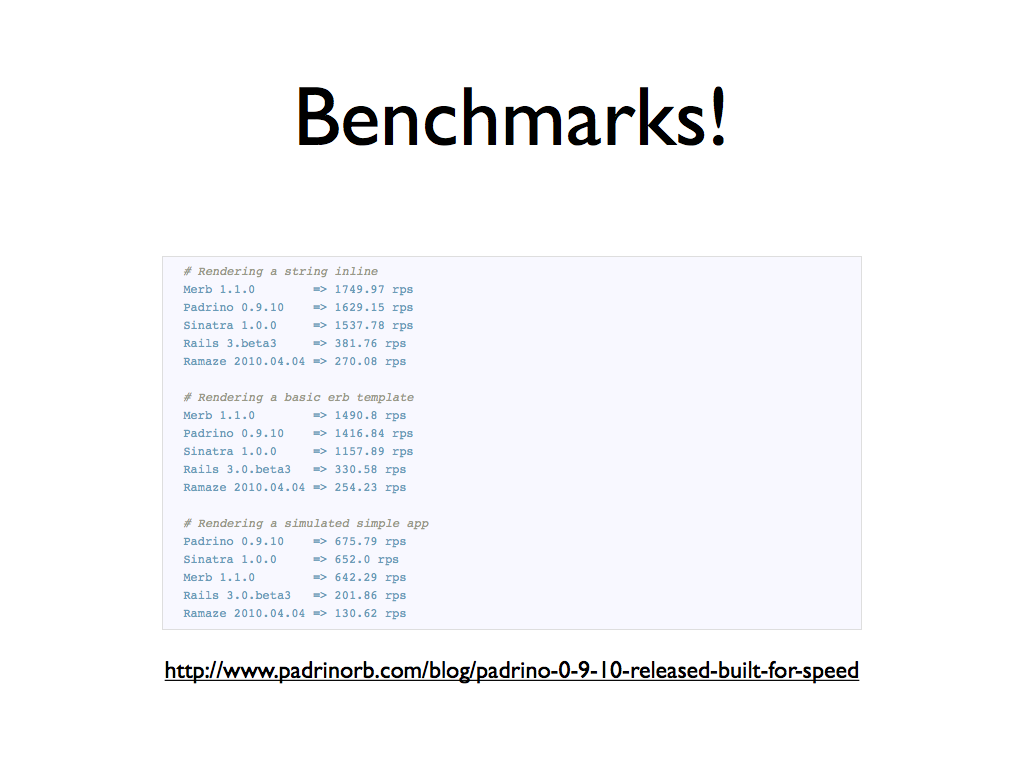 Benchmarks!
# Rendering a string inline
Merb 1.1.0 => 1749.97 rps
Padrino 0.9.10 => 1629.15 rps
Sinatra 1.0.0 => 1537.78 rps
Rails 3.beta3 => 381.76 rps
Ramaze 2010.04.04 => 270.08 rps
# Rendering a basic erb template
Merb 1.1.0 => 1490.8 rps
Padrino 0.9.10 => 1416.84 rps
Sinatra 1.0.0 => 1157.89 rps
Rails 3.0.beta3 => 330.58 rps
Ramaze 2010.04.04 => 254.23 rps
# Rendering a simulated simple app
Padrino 0.9.10 => 675.79 rps
Sinatra 1.0.0 => 652.0 rps
Merb 1.1.0 => 642.29 rps
Rails 3.0.beta3 => 201.86 rps
Ramaze 2010.04.04 => 130.62 rps
http://www.padrinorb.com/blog/padrino-0-9-10-released-built-for-speed